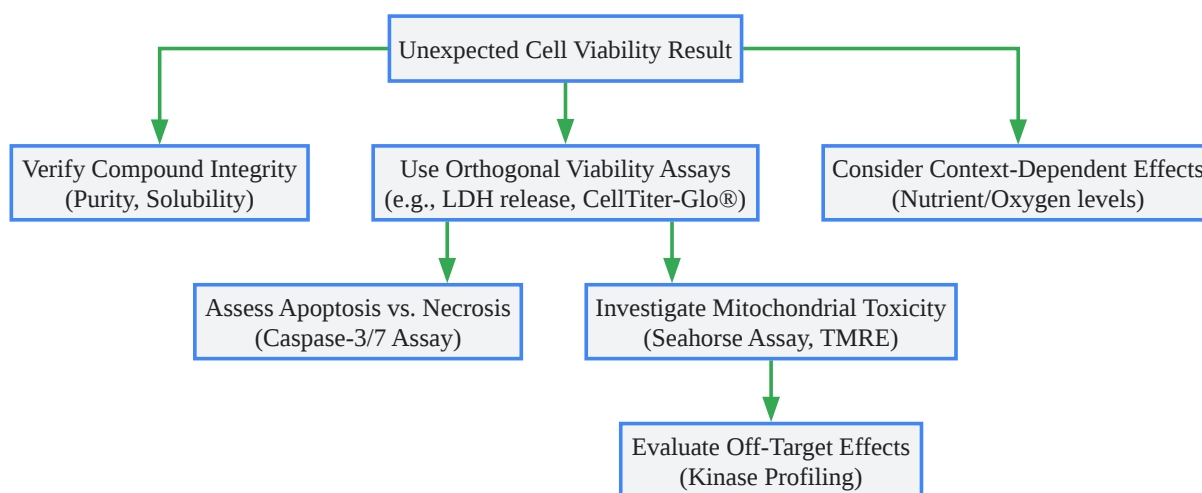 Unexpected Cell Viability Result
Verify Compound Integrity
(Purity, Solubility)
Use Orthogonal Viability Assays
(e.g., LDH release, CellTiter-Glo®)
Consider Context-Dependent Effects
(Nutrient/Oxygen levels)
Assess Apoptosis vs. Necrosis
(Caspase-3/7 Assay)
Investigate Mitochondrial Toxicity
(Seahorse Assay, TMRE)
Evaluate Off-Target Effects
(Kinase Profiling)